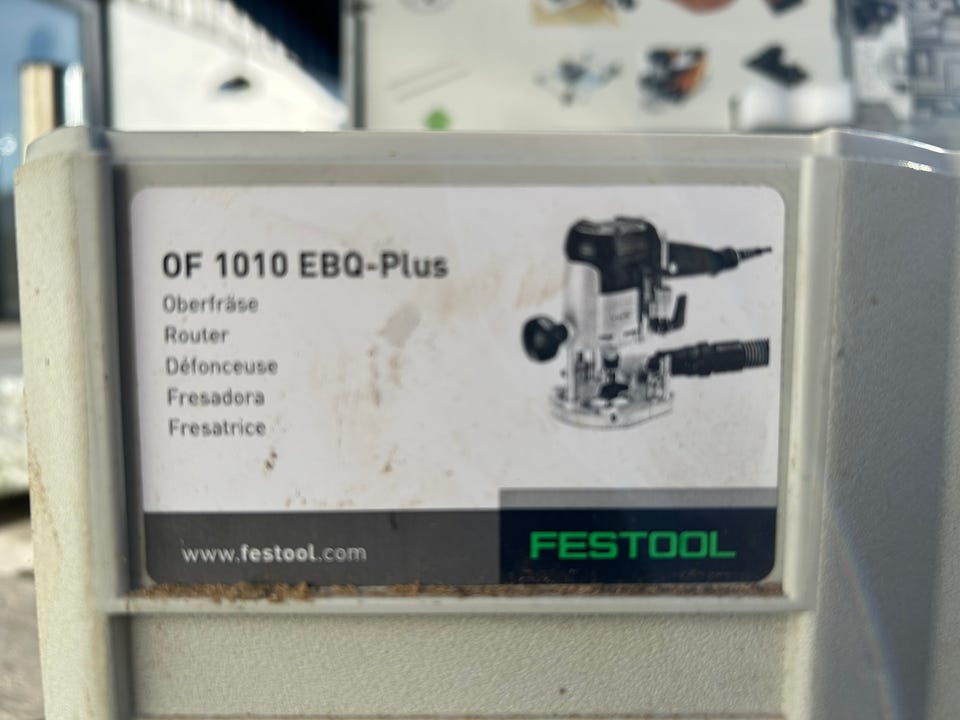 OF 1010 EBQ-Plus
Oberfräse
Router
Défonceuse
Fresadora
Fresatrice
www.festool.com
FESTOOL